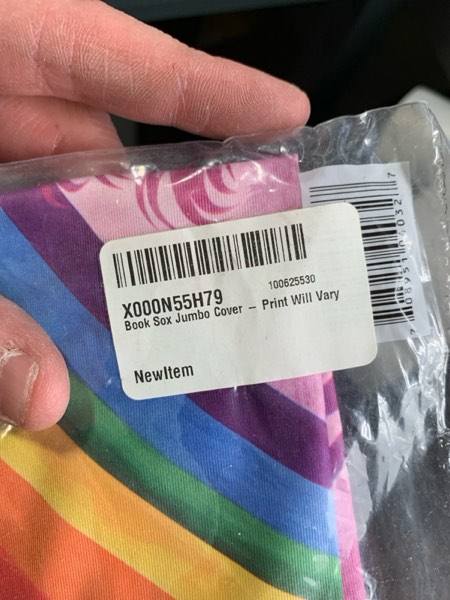 100625530
X000N55H79
Book Sox Jumbo Cover – Print Will Vary
NewItem